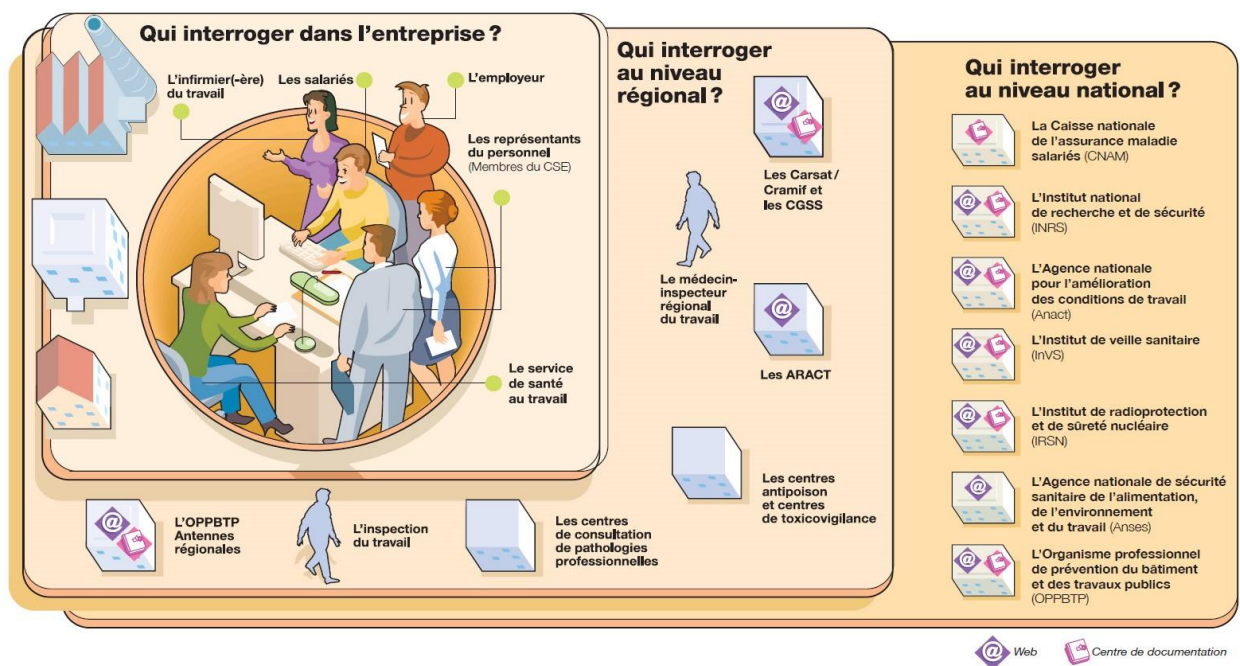 Qui interroger dans l'entreprise ?
L'infirmier(-ère)
du travail
Les salariés
L'employeur
Les représentants
du personnel
(Membres du CSE)
Le service
de santé
au travail
Qui interroger
au niveau
régional ?
@
Les Carsat/
Cramif et
les CGSS
Le médecin-
inspecteur
régional
du travail
@
Les ARACT
Les centres
antipoison
et centres
de toxicovigilance
@
L'OPPBTP
Antennes
régionales
L'inspection
du travail
Les centres
de consultation
de pathologies
professionnelles
Qui interroger
au niveau national ?
La Caisse nationale
de l'assurance maladie
salariés (CNAM)
@
L'Institut national
de recherche et de sécurité
(INRS)
@
L'Agence nationale
pour l'amélioration
des conditions de travail
(Anact)
@
L'Institut de veille sanitaire
(InVS)
@
L'Institut de radioprotection
et de sûreté nucléaire
(IRSN)
@
L'Agence nationale de sécurité
sanitaire de l'alimentation,
de l'environnement
et du travail (Anses)
@
L'Organisme professionnel
de prévention du bâtiment
et des travaux publics
(OPPBTP)
@ Web
Centre de documentation